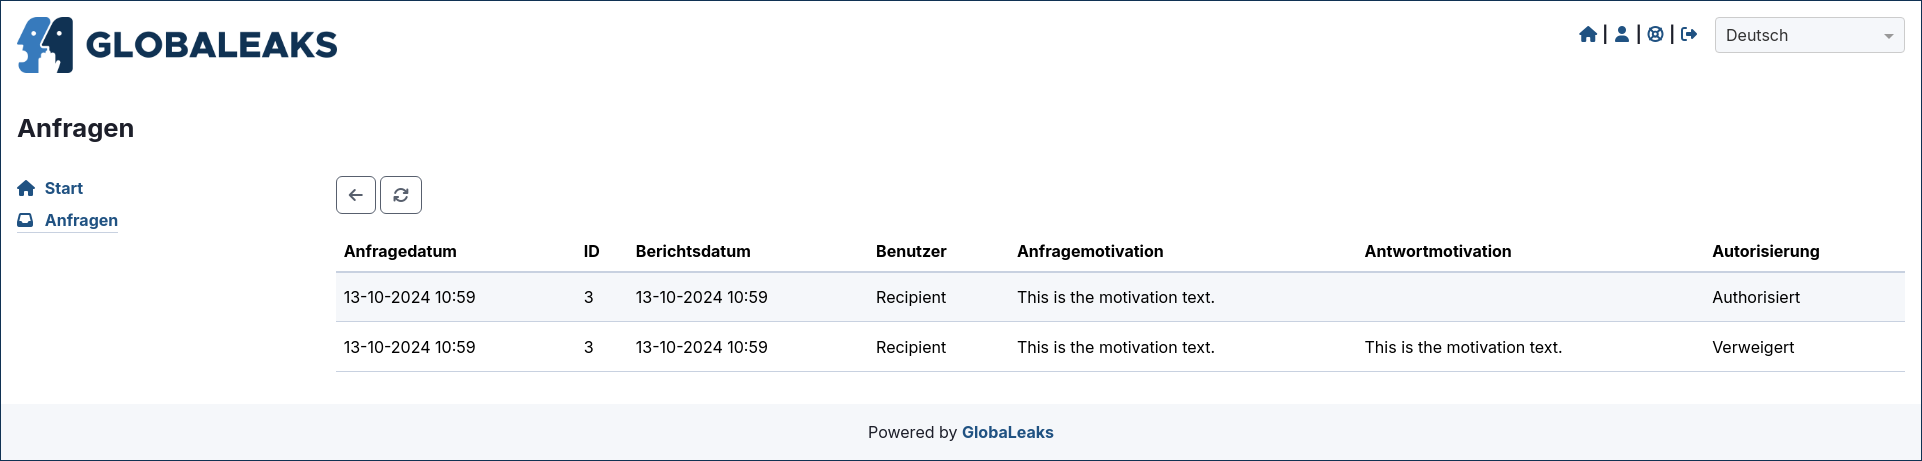 GLOBALEAKS
Deutsch
Anfragen
Start
Anfragen
Anfragedatum ID Berichtsdatum Benutzer Anfragemotivation Antwortmotivation Autorisierung
13-10-2024 10:59 3 13-10-2024 10:59 Recipient This is the motivation text. Authorisiert
13-10-2024 10:59 3 13-10-2024 10:59 Recipient This is the motivation text. This is the motivation text. Verweigert
Powered by GlobaLeaks